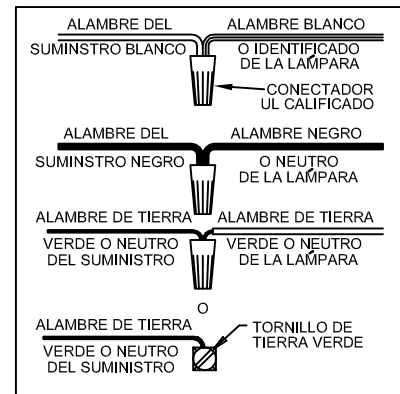 ALAMBRE DEL
SUMINSTRO BLANCO
ALAMBRE BLANCO
O IDENTIFICADO
DE LA LAMPARA
CONECTADOR
UL CALIFICADO
ALAMBRE DEL
SUMINSTRO NEGRO
ALAMBRE NEGRO
O NEUTRO
DE LA LAMPARA
ALAMBRE DE TIERRA
VERDE O NEUTRO
DEL SUMINISTRO
ALAMBRE DE TIERRA
VERDE O NEUTRO
DE LA LAMPARA
O
ALAMBRE DE TIERRA
VERDE O NEUTRO
DEL SUMINISTRO
TORNILLO DE
TIERRA VERDE